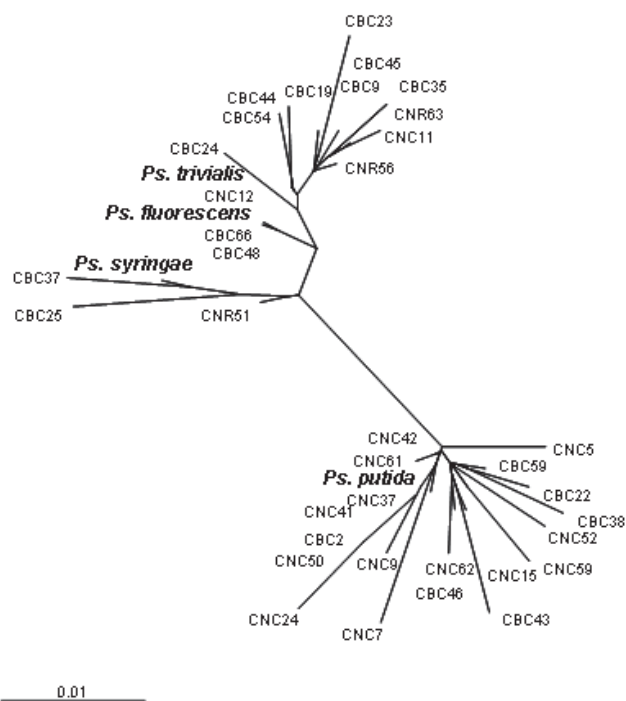 CBC23
CBC45
CBC44 CBC19 CBC9 CBC35
CBC54 CNR63
CNC11
CBC24
Ps. trivialis CNR56
CNC12
Ps. fluorescens
CBC66
CBC48
Ps. syringae
CBC37
CBC25 CNR51
CNC42
CNC5
CNC61 CBC59
Ps. putida
CNC37 CBC22
CNC41 CBC38
CBC2 CNC52
CNC50 CNC9 CNC62 CNC15 CNC59
CBC46
CNC24 CBC43
CNC7
0.01